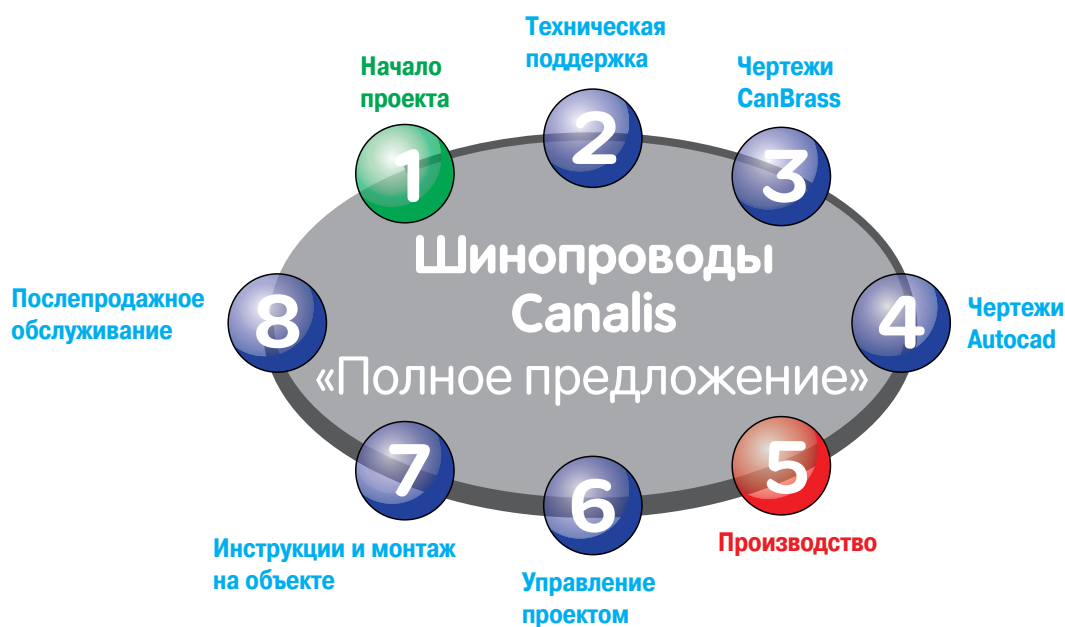 Начало
проекта
1
Техническая
поддержка
2
Чертежи
CanBrass
3
Чертежи
Autocad
4
5
Производство
6
Управление
проектом
7
Инструкции и монтаж
на объекте
8
Послепродажное
обслуживание
Шинопроводы
Canalis
«Полное предложение»